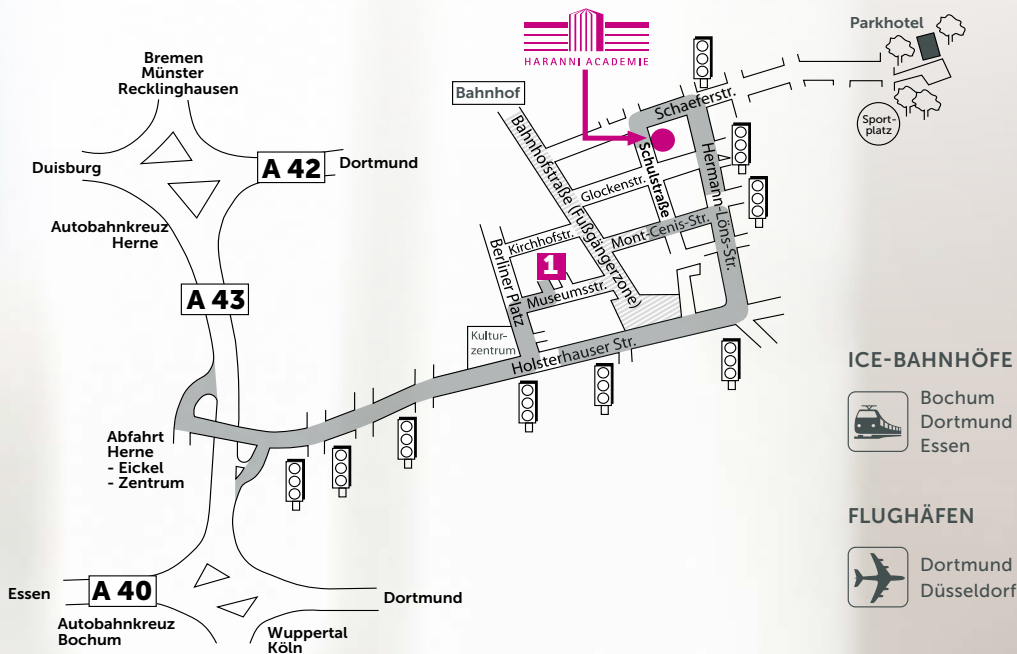 HARANNI ACADEMIE
Parkhotel
Bremen
Münster
Recklinghausen
Bahnhof
Schaeferstr.
Sport-
platz
Duisburg
A 42
Dortmund
Bahnhofstraße (Fußgängerzone)
Schulstraße
Hermann-Löns-Str.
Glockenstr.
Autobahnkreuz
Herne
Kirchhofstr.
Mont-Cenis-Str.
Berliner Platz
1
A 43
Museumsstr.
Kultur-
zentrum
Holsterhauser Str.
ICE-BAHNHÖFE
Bochum
Dortmund
Essen
Abfahrt
Herne
- Eickel
- Zentrum
FLUGHÄFEN
Dortmund
Düsseldorf
Essen
A 40
Dortmund
Autobahnkreuz
Bochum
Wuppertal
Köln